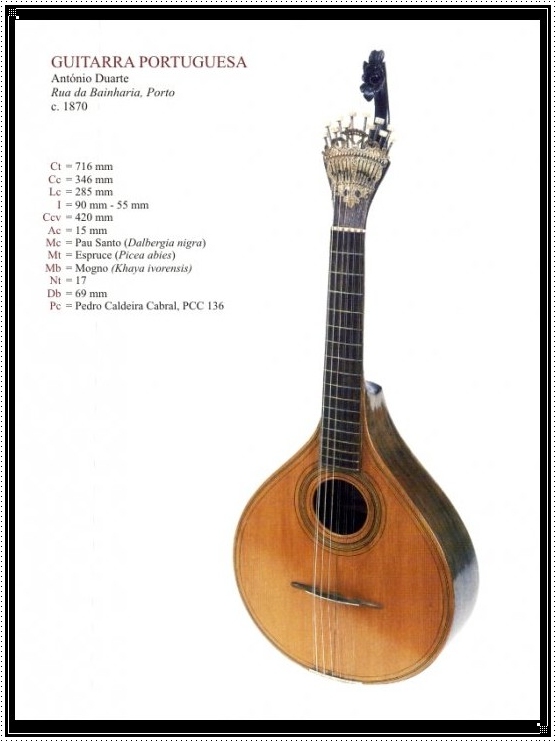 GUITARRA PORTUGUESA
António Duarte
Rua da Bainharia, Porto
c. 1870
Ct = 716 mm
Cc = 346 mm
Lc = 285 mm
I = 90 mm - 55 mm
Ccv = 420 mm
Ac = 15 mm
Mc = Pau Santo (Dalbergia nigra)
Mt = Espruce (Picea abies)
Mb = Mogno (Khaya ivorensis)
Nt = 17
Db = 69 mm
Pc = Pedro Caldeira Cabral, PCC 136